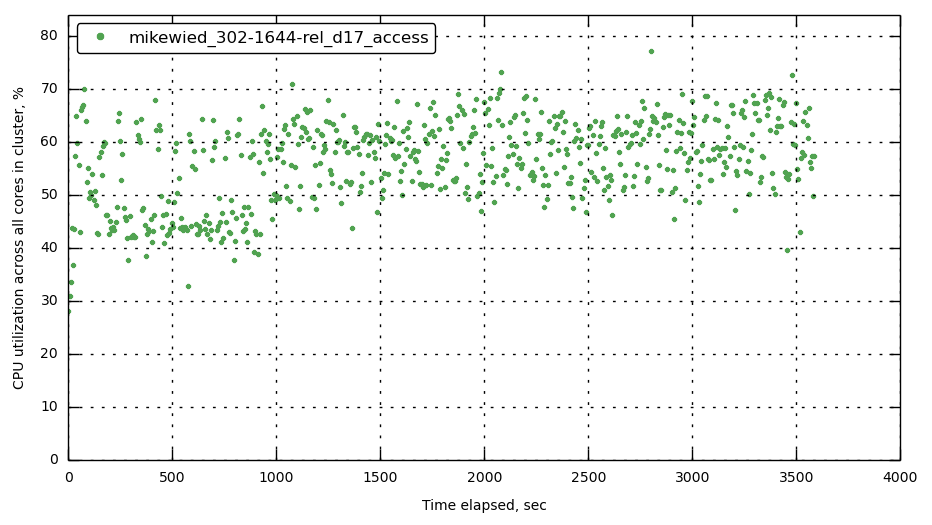 mikewied_302-1644-rel_d17_access
CPU utilization across all cores in cluster, %
80
70
60
50
40
30
20
10
0
0 500 1000 1500 2000 2500 3000 3500 4000
Time elapsed, sec